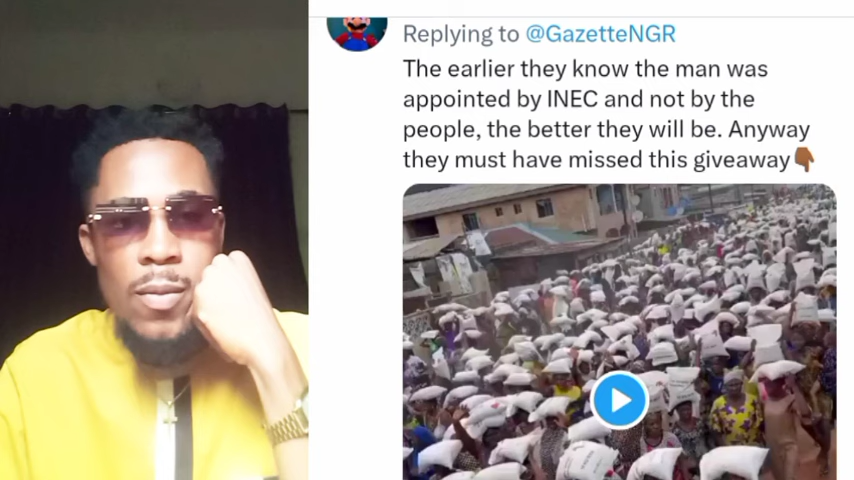 Replying to @GazetteNGR
The earlier they know the man was
appointed by INEC and not by the
people, the better they will be. Anyway
they must have missed this giveaway👇🏾